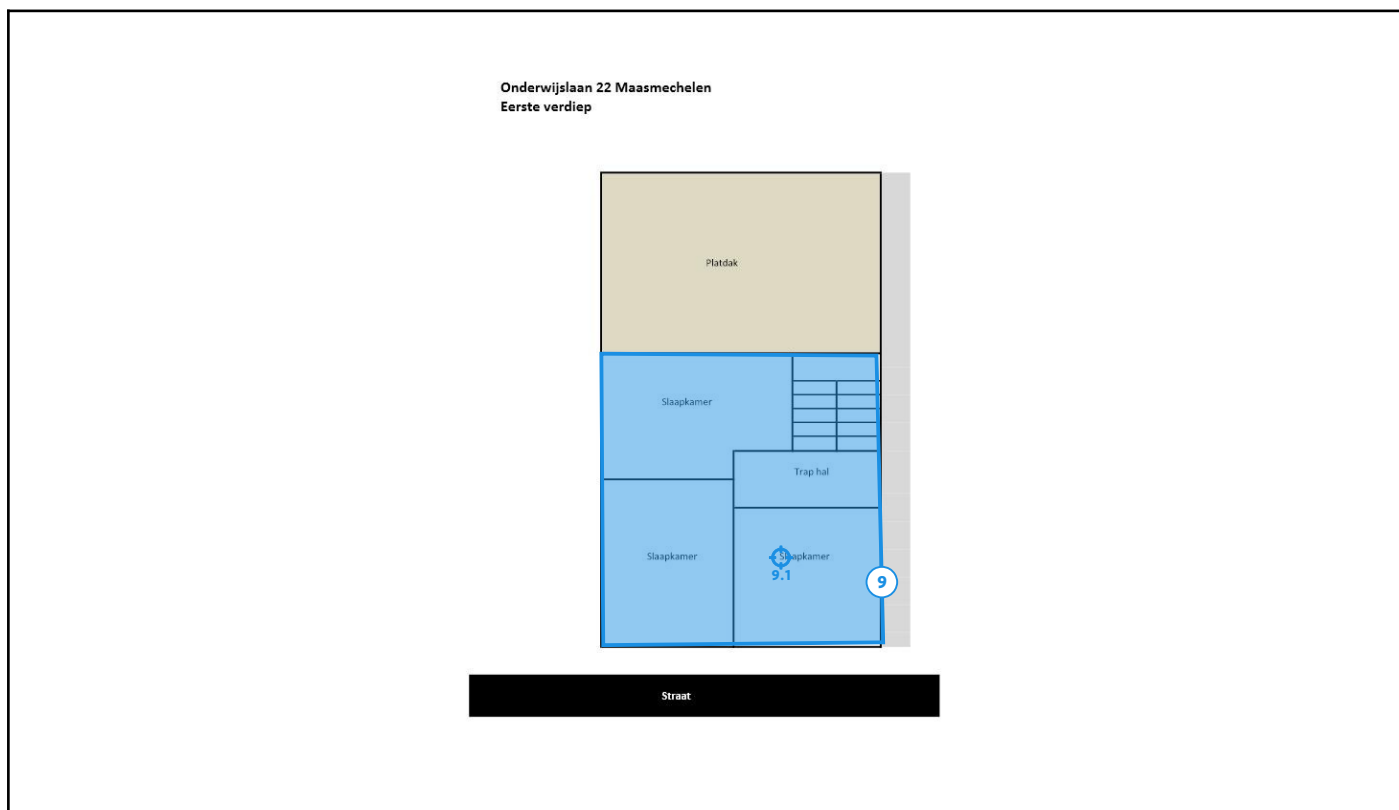 Onderwijslaan 22 Maasmechelen
Eerste verdiep
Platdak
Slaapkamer
Trap hal
Slaapkamer
Slaapkamer
9.1
9
Straat